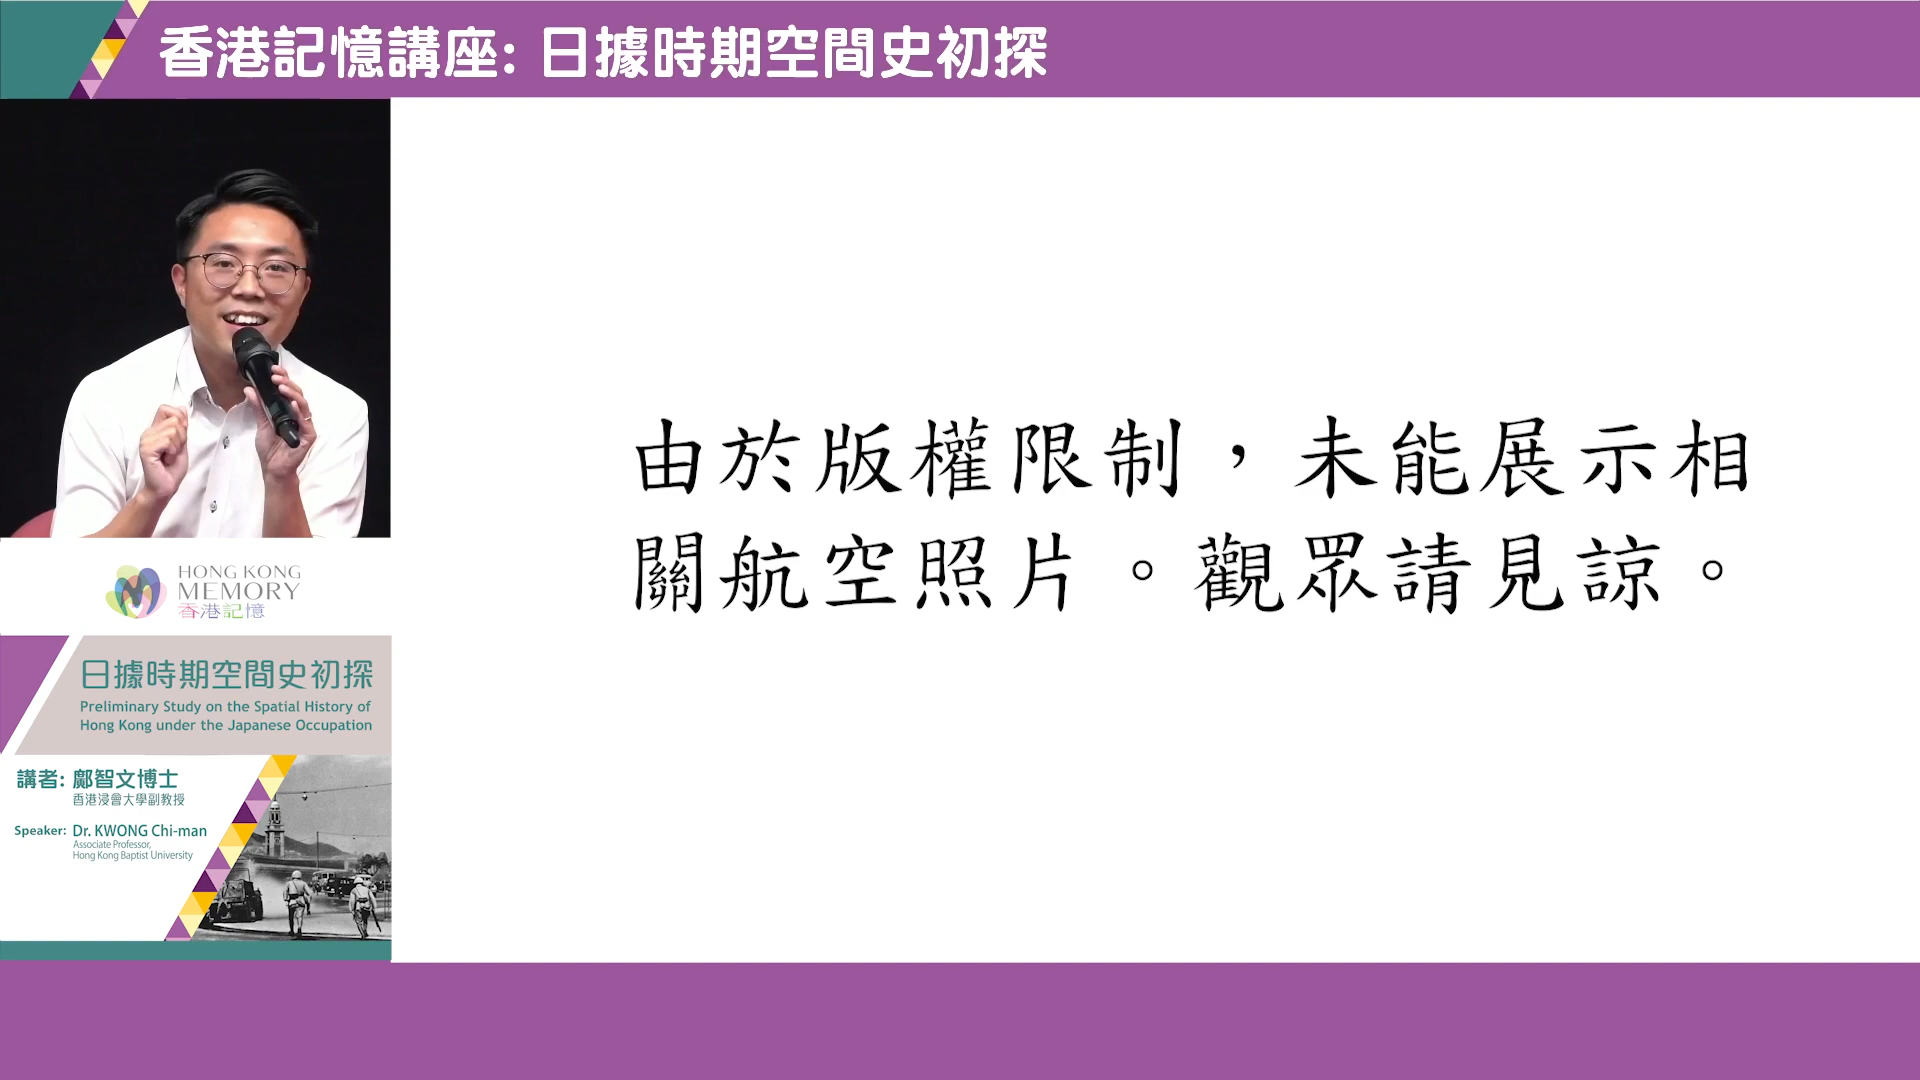 香港記憶講座: 日據時期空間史初探
由於版權限制，未能展示相
關航空照片。觀眾請見諒。
HONG KONG
MEMORY
香港記憶
日據時期空間史初探
Preliminary Study on the Spatial History of
Hong Kong under the Japanese Occupation
講者: 鄺智文博士
香港浸會大學副教授
Speaker: Dr. KWONG Chi-man
Associate Professor,
Hong Kong Baptist University